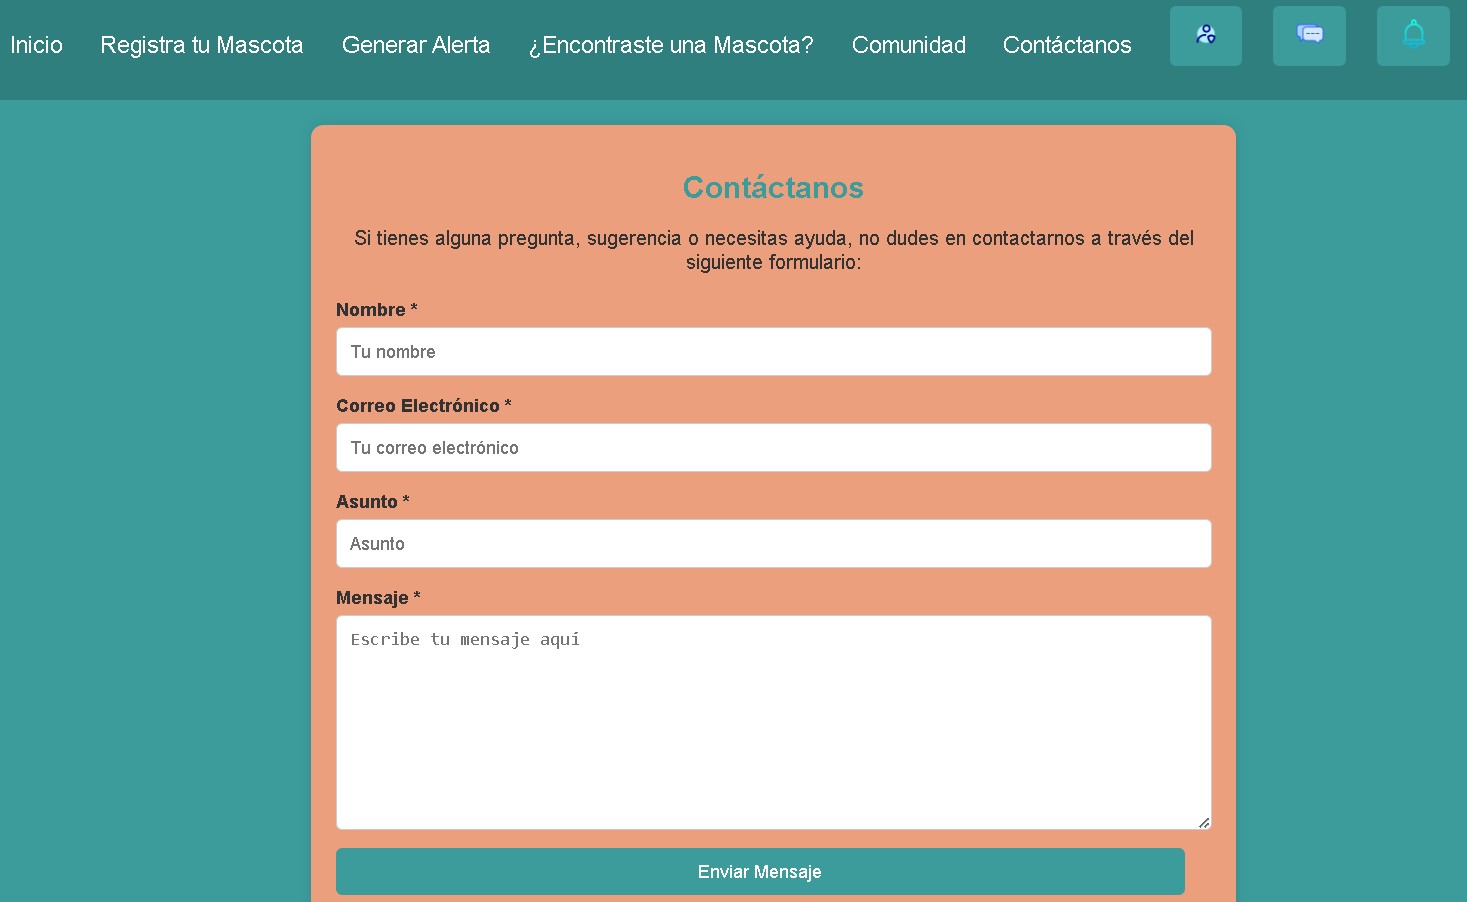 Inicio Registra tu Mascota Generar Alerta ¿Encontraste una Mascota? Comunidad Contáctanos
Contáctanos
Si tienes alguna pregunta, sugerencia o necesitas ayuda, no dudes en contactarnos a través del
siguiente formulario:
Nombre *
Tu nombre
Correo Electrónico *
Tu correo electrónico
Asunto *
Asunto
Mensaje *
Escribe tu mensaje aquí
Enviar Mensaje